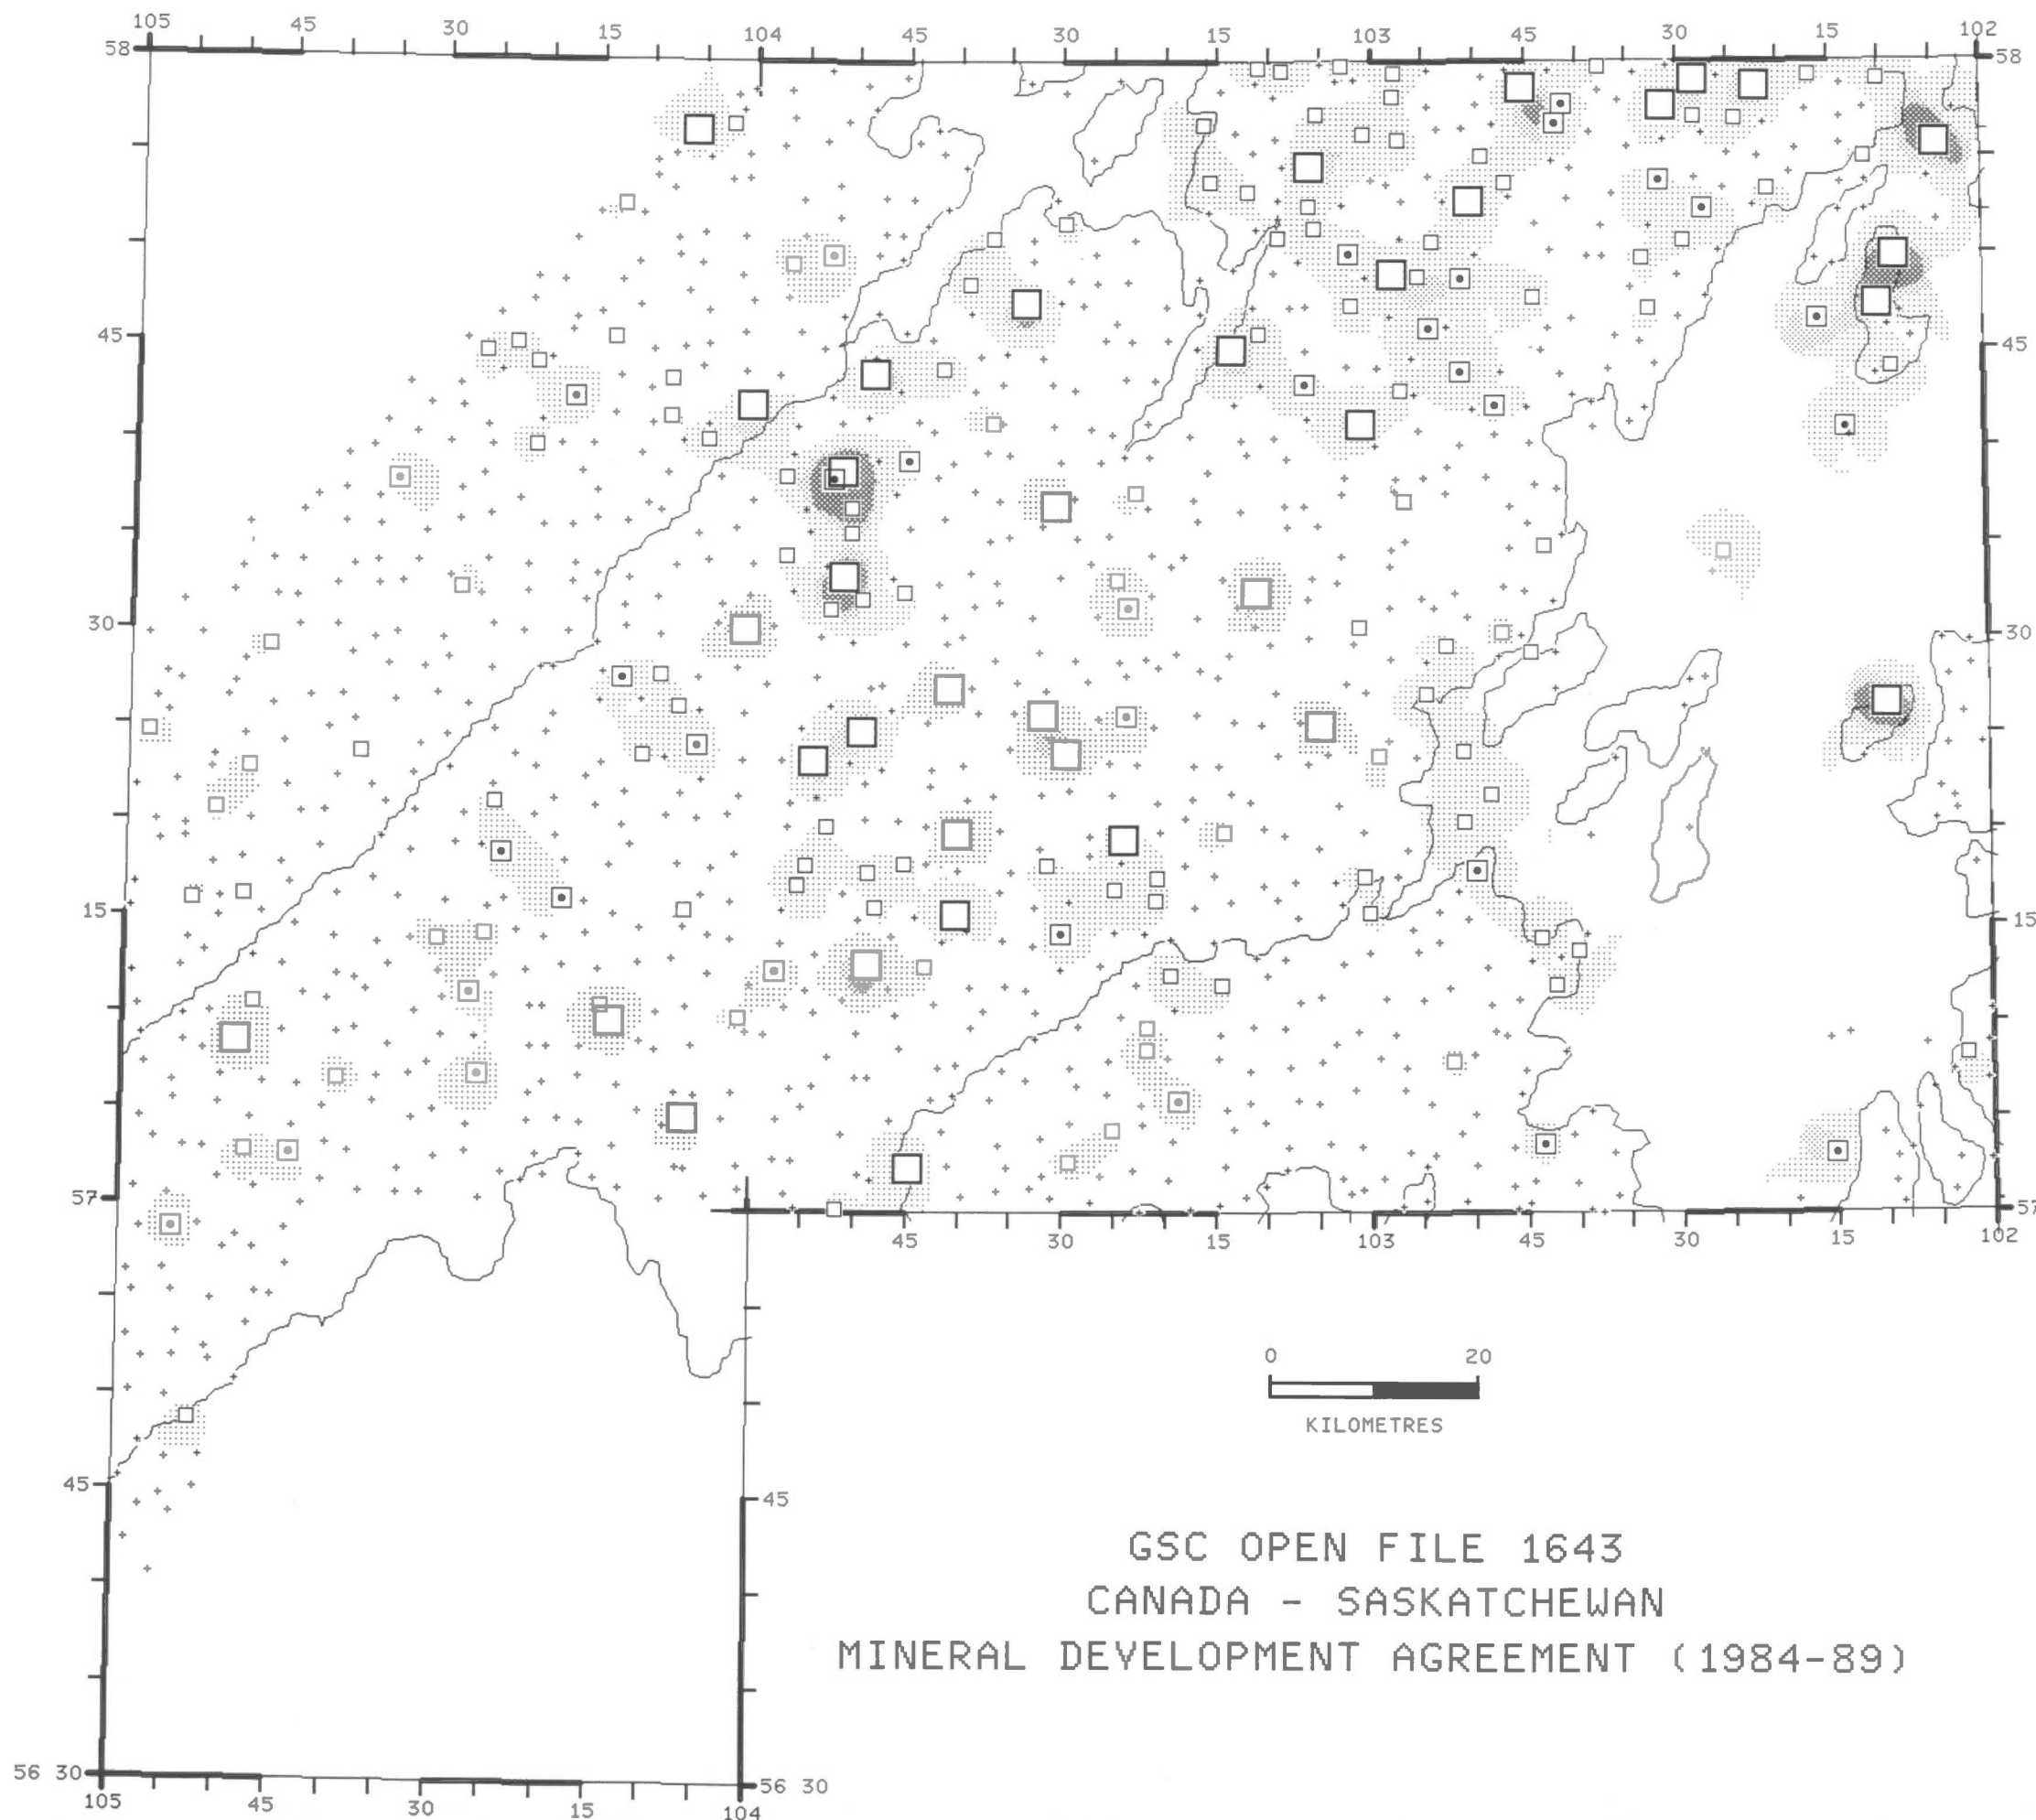 105 45 30 15 104 45 30 15 103 45 30 15 102
58 58
45 45
30 30
15 15
57 57
45 30 15 103 45 30 15 102
0 20
KILOMETRES
45 45
GSC OPEN FILE 1643
CANADA - SASKATCHEWAN
MINERAL DEVELOPMENT AGREEMENT (1984-89)
56 30 56 30
105 45 30 15 104